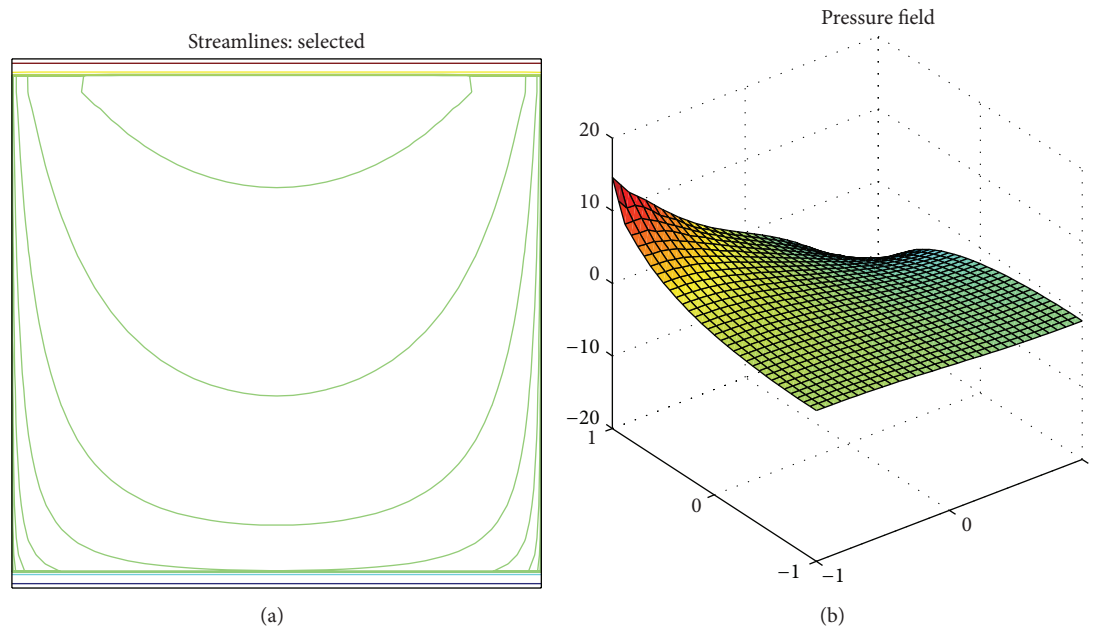 Streamlines: selected
(a)
Pressure field
20
10
0
−10
−20
1
0
−1
−1
0
(b)